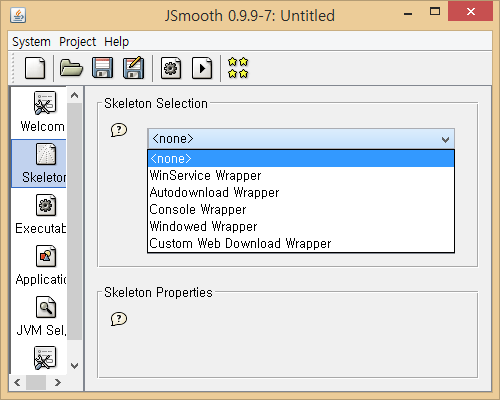 JSmooth 0.9.9-7: Untitled
System Project Help
Welcom
Skeleton
Executab
Applicatio
JVM Sel.
Skeleton Selection
<none>
<none>
WinService Wrapper
Autodownload Wrapper
Console Wrapper
Windowed Wrapper
Custom Web Download Wrapper
Skeleton Properties